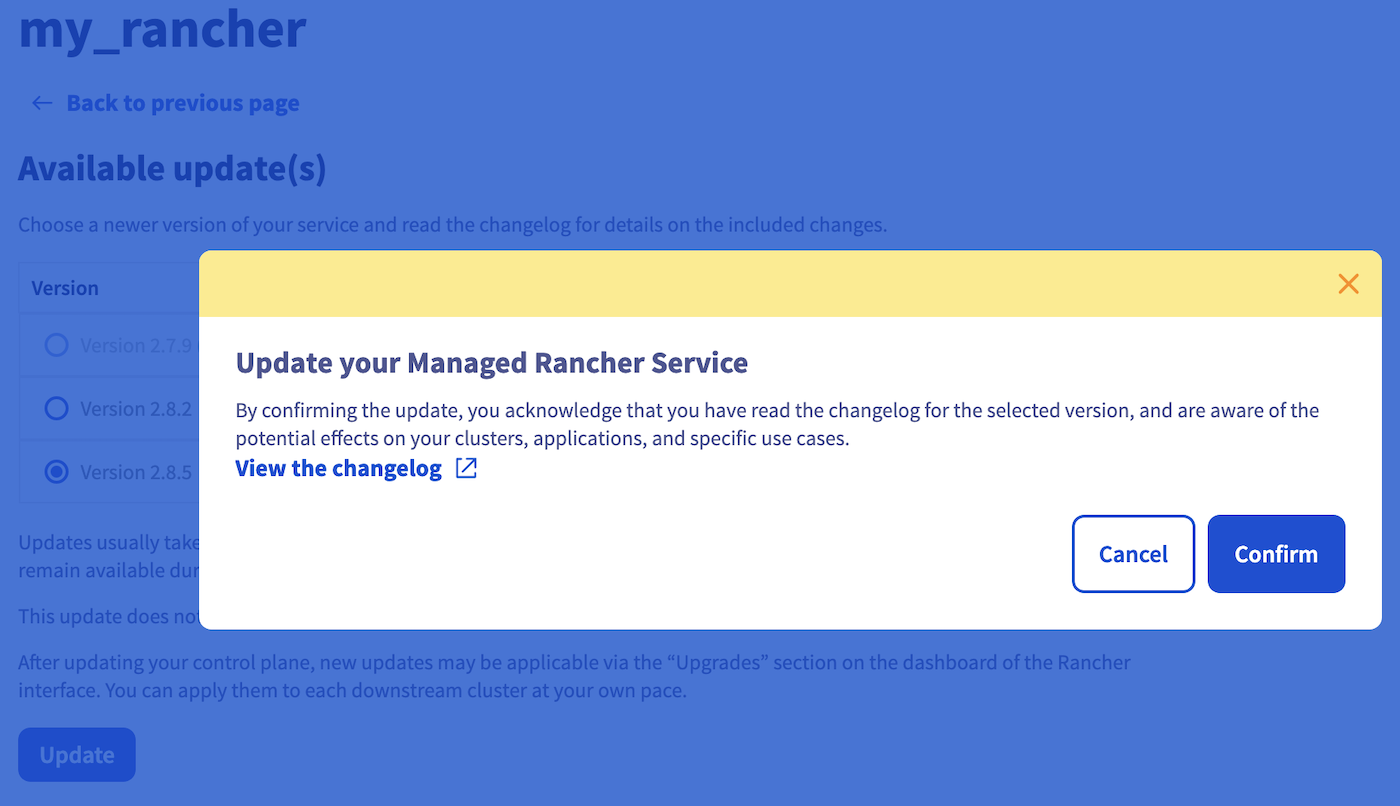 my_rancher
← Back to previous page
Available update(s)
Choose a newer version of your service and read the changelog for details on the included changes.
Version
Version 2.7.9
Version 2.8.2
Version 2.8.5
Update your Managed Rancher Service
By confirming the update, you acknowledge that you have read the changelog for the selected version, and are aware of the
potential effects on your clusters, applications, and specific use cases.
View the changelog
Cancel
Confirm
Updates usually take
remain available
This update does
After updating your control plane, new updates may be applicable via the “Upgrades” section on the dashboard of the Rancher
interface. You can apply them to each downstream cluster at your own pace.
Update